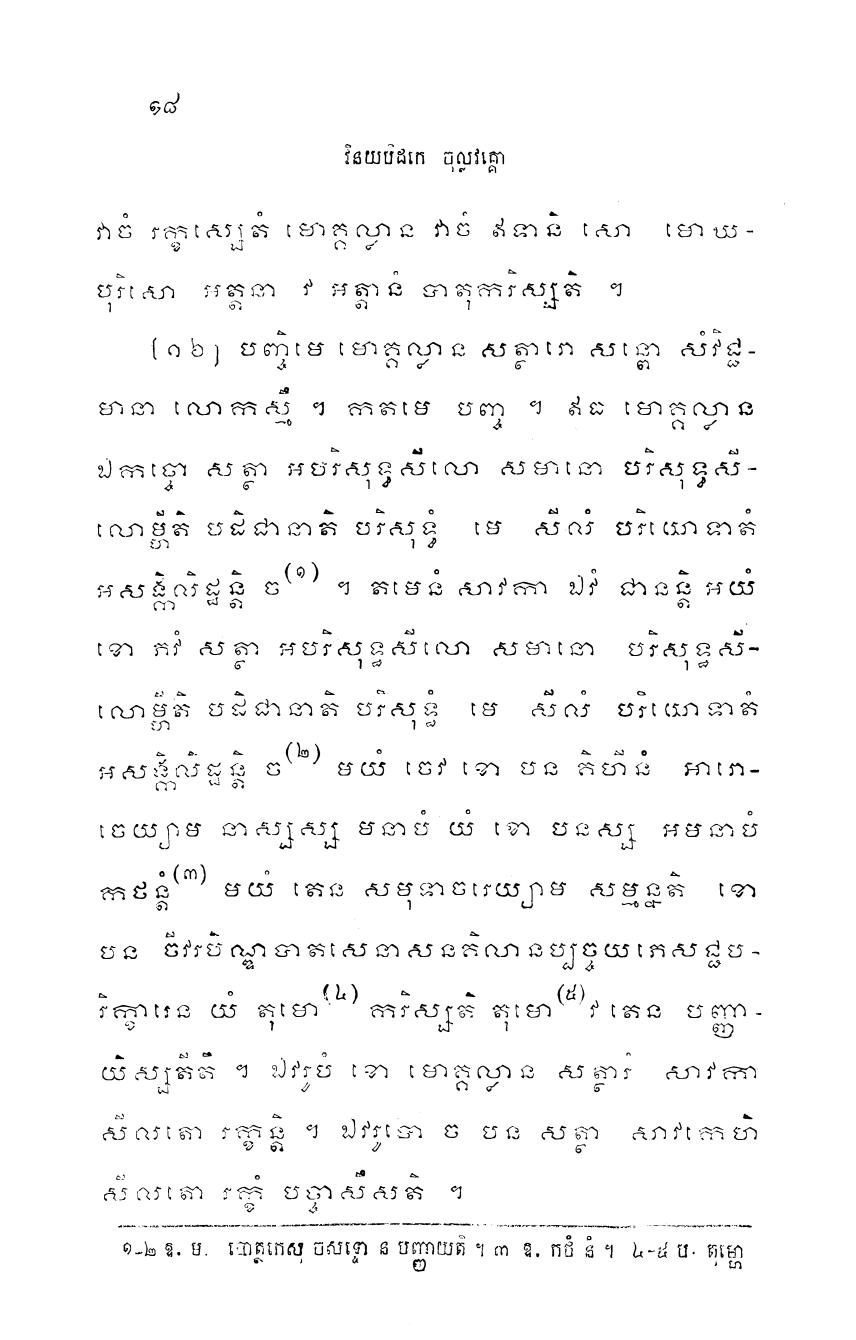 ១៨
វិនយបិដកេ ចុល្លវគ្គោ
វាចំ រក្ខស្សេតំ មោគ្គល្លាន វាចំ ឥទានិ សោ មោឃ-
បុរិសោ អត្តនា វ អត្តានំ បាតុករិស្សតិ ។
[១៦] បញ្ចិមេ មោគ្គល្លាន សត្ថារោ សន្តោ សំវិជ្ជ-
មានា លោកស្មឹ ។ កតមេ បញ្ច ។ ឥធ មោគ្គល្លាន
ឯកច្ចោ សត្ថា អបរិសុទ្ធសីលោ សមានោ បរិសុទ្ធសី-
លោម្ហីតិ បដិជានាតិ បរិសុទ្ធំ មេ សីលំ បរិយោទាតំ
អសង្កិលិដ្ឋន្តិ ច(១) ។ តមេនំ សាវកា ឯវំ ជានន្តិ អយំ
ខោ ភវំ សត្ថា អបរិសុទ្ធសីលោ សមានោ បរិសុទ្ធសី-
លោម្ហីតិ បដិជានាតិ បរិសុទ្ធំ មេ សីលំ បរិយោទាតំ
អសង្កិលិដ្ឋន្តិ ច(២) មយំ ចេវ ខោ បន គិហីនំ អារោ-
ចេយ្យាម នាស្សស្ស មនាបំ យំ ខោ បនស្ស អមនាបំ
កថន្តំ(៣) មយំ តេន សមុទាចរេយ្យាម សម្មន្នតិ ខោ
បន ចីវរបិណ្ឌបាតសេនាសនគិលានប្បច្ចយភេសជ្ជប-
រិក្ខារេន យំ តុមោ(៤) ករិស្សតិ តុមោ(៥)វ តេន បញ្ញា-
យិស្សតីតិ ។ ឯវរូបំ ខោ មោគ្គល្លាន សត្ថារំ សាវកា
សីលតោ រក្ខន្តិ ។ ឯវរូបោ ច បន សត្ថា សាវកេហិ
សីលតោ រក្ខំ បច្ចាសឹសតិ ។
១-២ ឱ. ម. បោត្ថកេសុ ចសទ្ទោ ន បញ្ញាយតិ ។ ៣ ឱ. កថំ នំ ។ ៤-៥ ប. តុម្ហោ